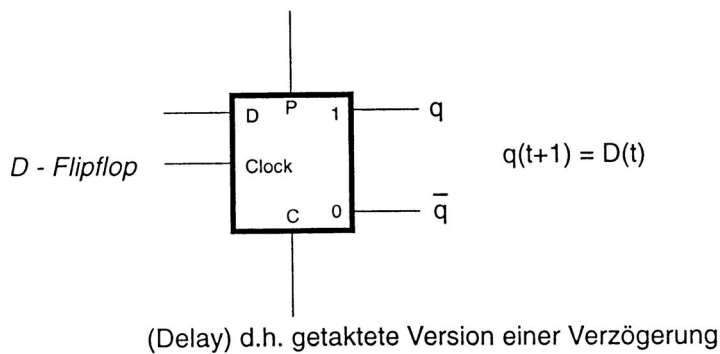 D P 1 q
D - Flipflop Clock q(t+1) = D(t)
C 0 q̅
(Delay) d.h. getaktete Version einer Verzögerung